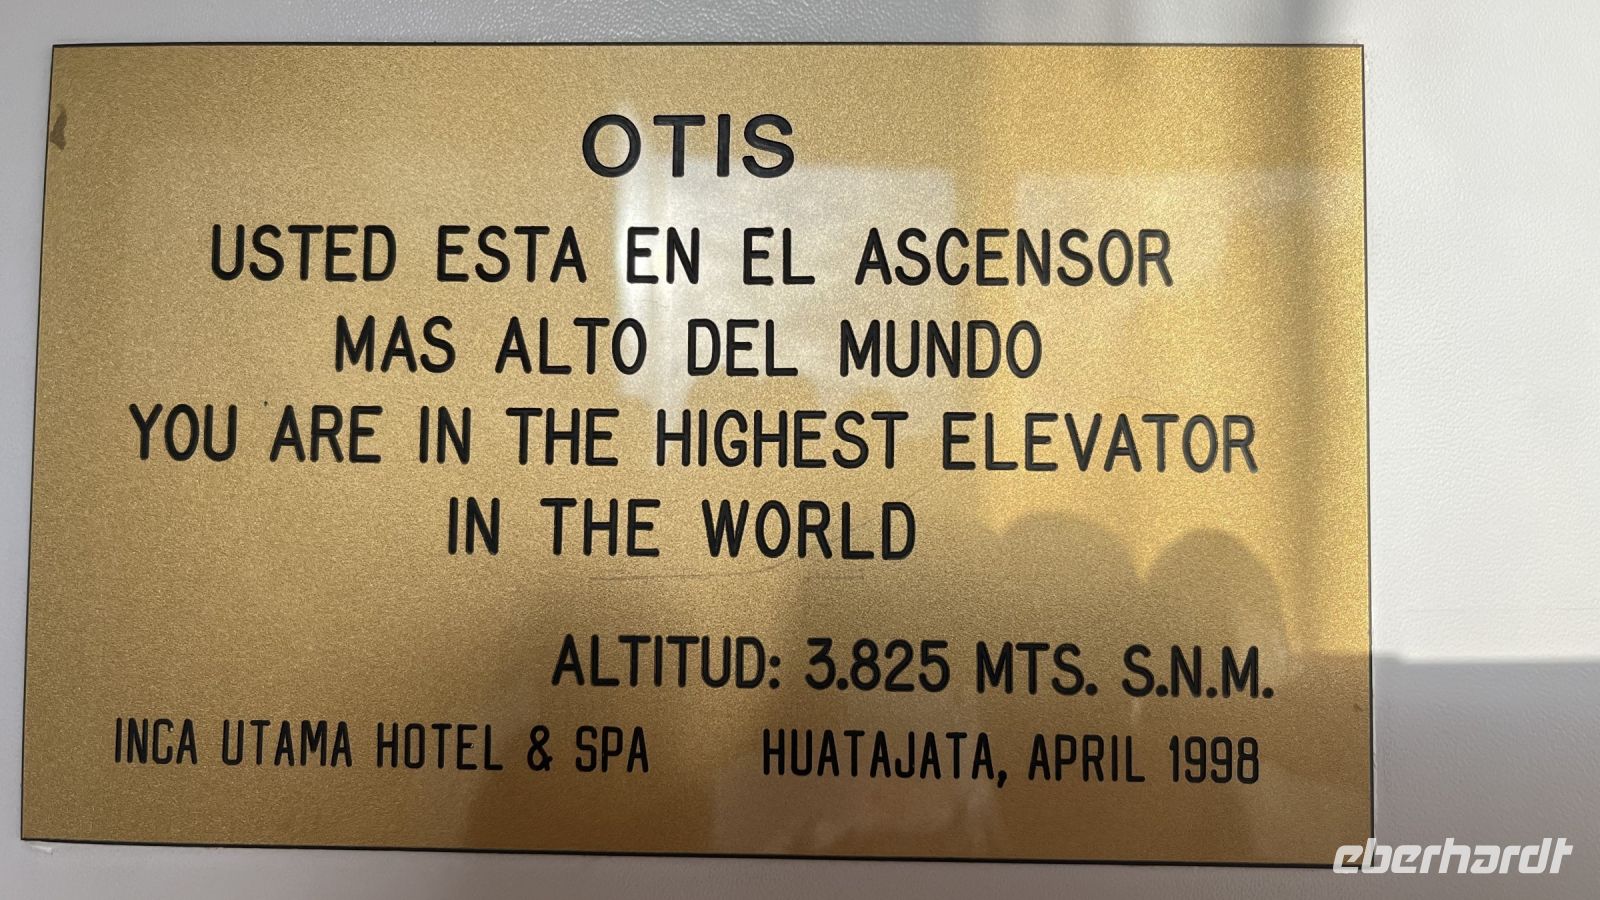 OTIS
USTED ESTA EN EL ASCENSOR
MAS ALTO DEL MUNDO
YOU ARE IN THE HIGHEST ELEVATOR
IN THE WORLD
ALTITUD: 3.825 MTS. S.N.M.
INCA UTAMA HOTEL & SPA HUATAJATA, APRIL 1998
eberhardt